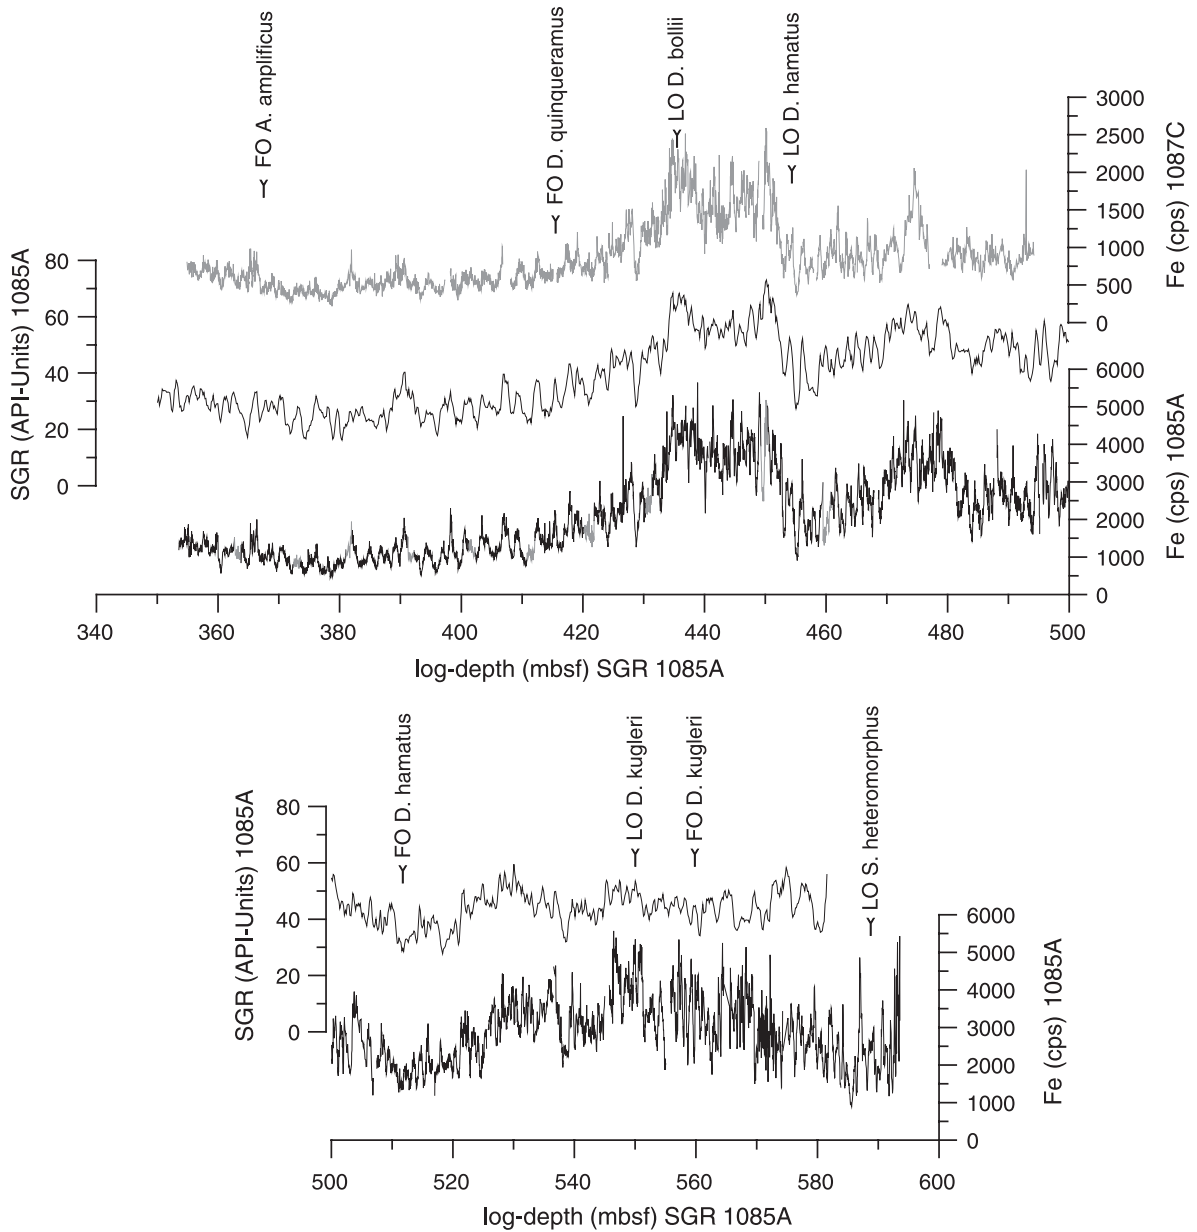 FO A. amplificus
FO D. quinqueramus
LO D. bollii
LO D. hamatus
3000
2500
2000
1500
1000
500
0
Fe (cps) 1087C
80
60
40
20
0
SGR (API-Units) 1085A
6000
5000
4000
3000
2000
1000
0
Fe (cps) 1085A
340 360 380 400 420 440 460 480 500
log-depth (mbsf) SGR 1085A
FO D. hamatus
LO D. kugleri
FO D. kugleri
LO S. heteromorphus
80
60
40
20
0
SGR (API-Units) 1085A
6000
5000
4000
3000
2000
1000
0
Fe (cps) 1085A
500 520 540 560 580 600
log-depth (mbsf) SGR 1085A